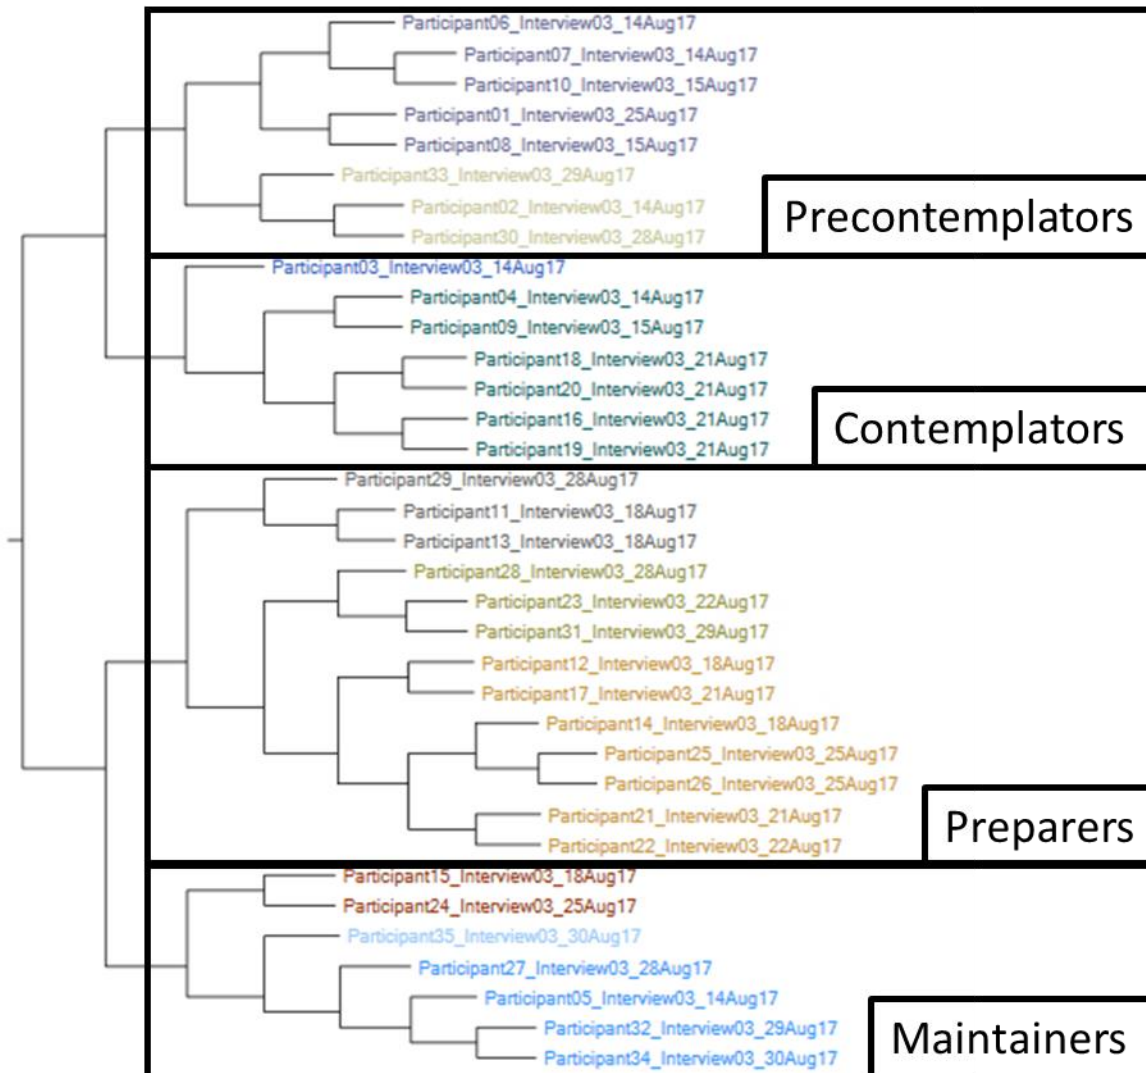 Participant06_Interview03_14Aug17
Participant07_Interview03_14Aug17
Participant10_Interview03_15Aug17
Participant01_Interview03_25Aug17
Participant08_Interview03_15Aug17
Participant33_Interview03_29Aug17
Participant02_Interview03_14Aug17
Participant30_Interview03_28Aug17
Precontemplators
Participant03_Interview03_14Aug17
Participant04_Interview03_14Aug17
Participant09_Interview03_15Aug17
Participant18_Interview03_21Aug17
Participant20_Interview03_21Aug17
Participant16_Interview03_21Aug17
Participant19_Interview03_21Aug17
Contemplators
Participant29_Interview03_28Aug17
Participant11_Interview03_18Aug17
Participant13_Interview03_18Aug17
Participant28_Interview03_28Aug17
Participant23_Interview03_22Aug17
Participant31_Interview03_29Aug17
Participant12_Interview03_18Aug17
Participant17_Interview03_21Aug17
Participant14_Interview03_18Aug17
Participant25_Interview03_25Aug17
Participant26_Interview03_25Aug17
Participant21_Interview03_21Aug17
Participant22_Interview03_22Aug17
Preparers
Participant15_Interview03_18Aug17
Participant24_Interview03_25Aug17
Participant35_Interview03_30Aug17
Participant27_Interview03_28Aug17
Participant05_Interview03_14Aug17
Participant32_Interview03_29Aug17
Participant34_Interview03_30Aug17
Maintainers